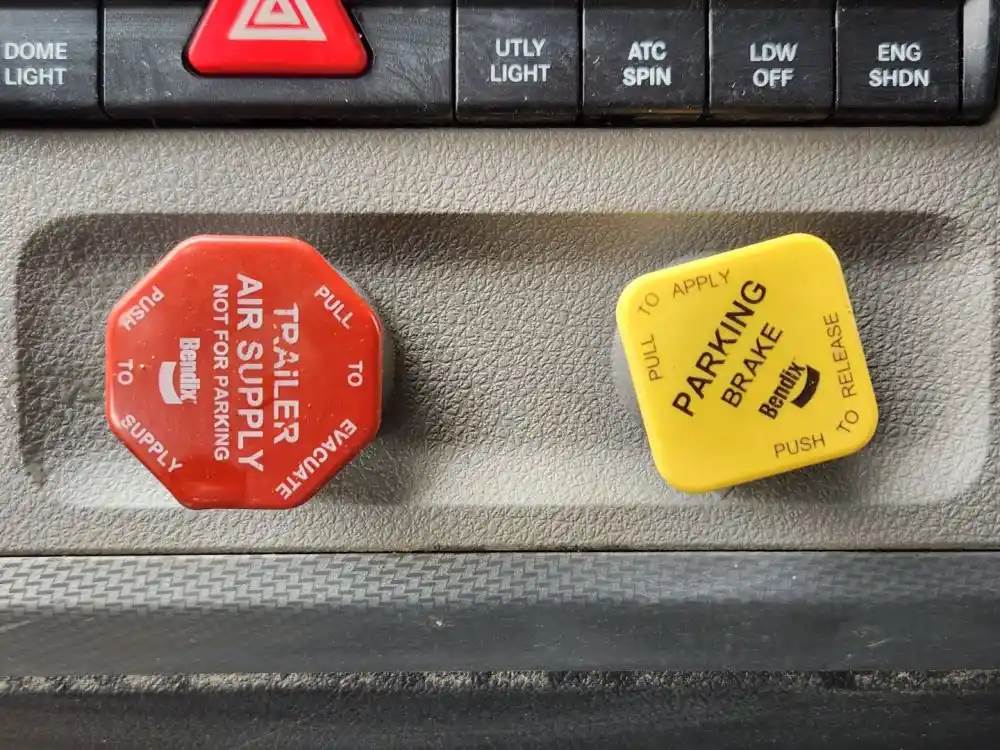 DOME
LIGHT
UTLY
LIGHT
ATC
SPIN
LDW
OFF
ENG
SHDN
PULL TO EVACUATE
TRAiLER
AIR SUPPLY
NOT FOR PARKING
Bendix
PUSH TO SUPPLY
PULL TO APPLY
PARKING
BRAKE
Bendix
PUSH TO RELEASE